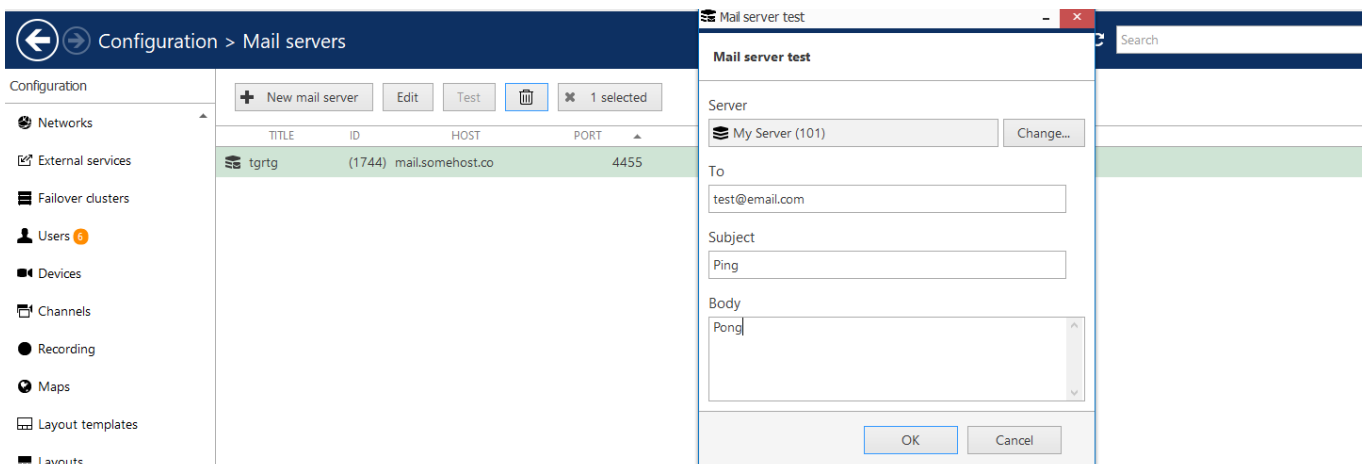 Configuration > Mail servers
Search
Configuration
Networks
External services
Failover clusters
Users 6
Devices
Channels
Recording
Maps
Layout templates
Layouts
New mail server Edit Test 1 selected
TITLE ID HOST PORT
tgrtg (1744) mail.somehost.co 4455
Mail server test
Mail server test
Server
My Server (101) Change...
To
test@email.com
Subject
Ping
Body
Pong
OK Cancel